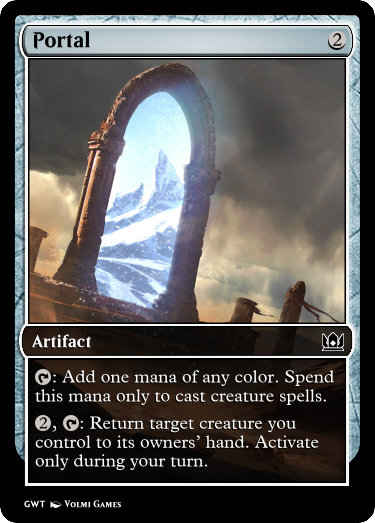 Portal 2
Artifact
: Add one mana of any color. Spend
this mana only to cast creature spells.
2, : Return target creature you
control to its owners' hand. Activate
only during your turn.
GWT Volmi Games